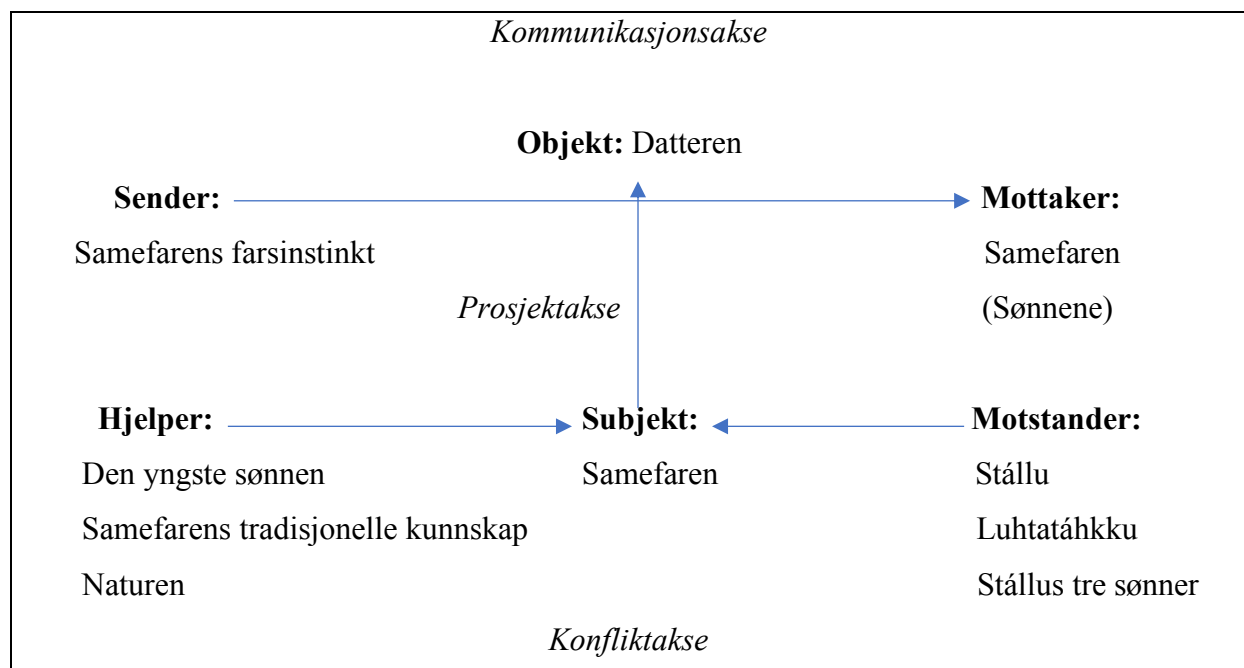 Kommunikasjonsakse
Objekt: Datteren
Sender: Mottaker:
Samefarens farsinstinkt Samefaren
Prosjektakse (Sønnene)
Hjelper: Subjekt: Motstander:
Den yngste sønnen Samefaren Stállu
Samefarens tradisjonelle kunnskap Luhtatáhkku
Naturen Stállus tre sønner
Konfliktakse